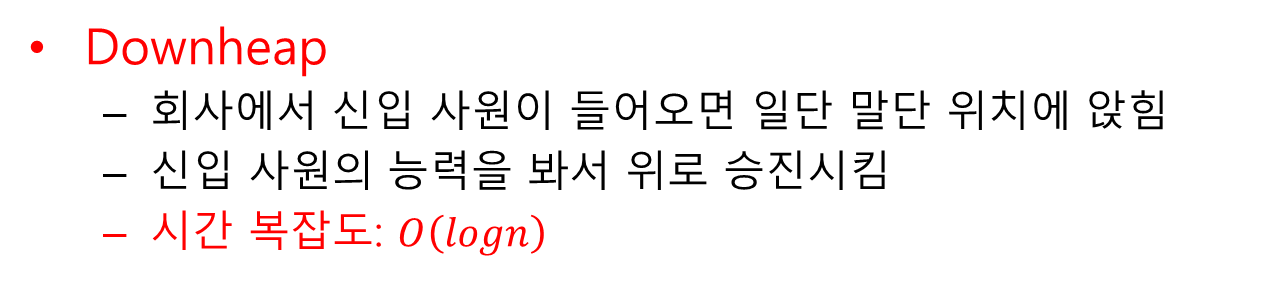 • Downheap
– 회사에서 신입 사원이 들어오면 일단 말단 위치에 앉힘
– 신입 사원의 능력을 봐서 위로 승진시킴
– 시간 복잡도: O(logn)